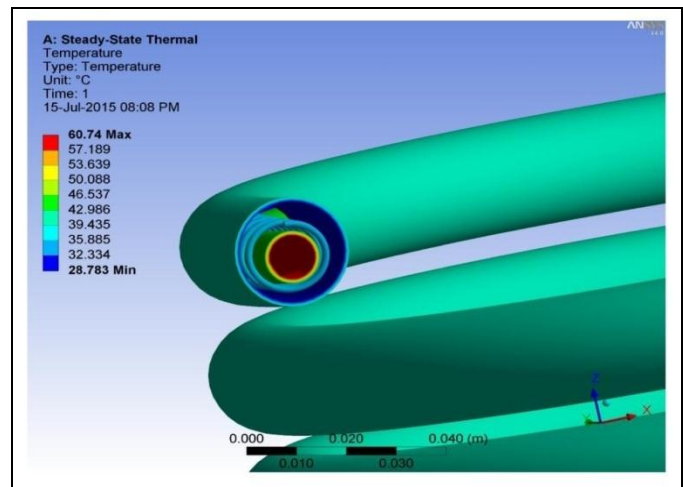 ANSYS
A: Steady-State Thermal
Temperature
Type: Temperature
Unit: °C
Time: 1
15-Jul-2015 08:08 PM
60.74 Max
57.189
53.639
50.088
46.537
42.986
39.435
35.885
32.334
28.783 Min
Z
X
0.000 0.020 0.040 (m)
0.010 0.030